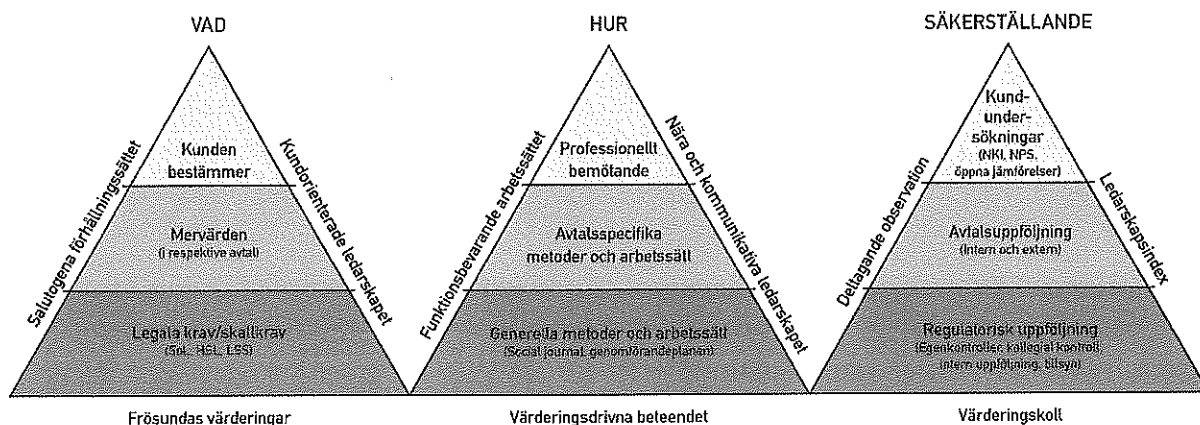 VAD
Kunden
bestämmer
Mervärden
(i respektive avtal)
Legala krav/skallkrav
(SoL, HSL, LSS)
Salutogena förhållningssättet
Kundorienterade ledarskapet
Frösundas värderingar
HUR
Professionellt
bemötande
Avtalsspecifika
metoder och arbetssätt
Generella metoder och arbetssätt
(Social journal, genomförandeplanen)
Funktionsbevarande arbetssättet
Nära och kommunikativa ledarskapet
Värderingsdrivna beteendet
SÄKERSTÄLLANDE
Kund-
under-
sökningar
(NKI, NPS,
öppna jämförelser)
Avtalsuppföljning
(Intern och extern)
Regulatorisk uppföljning
(Egenkontroller, kollegial kontroll,
intern uppföljning, tillsyn)
Deltagande observation
Ledarskapsindex
Värderingskoll